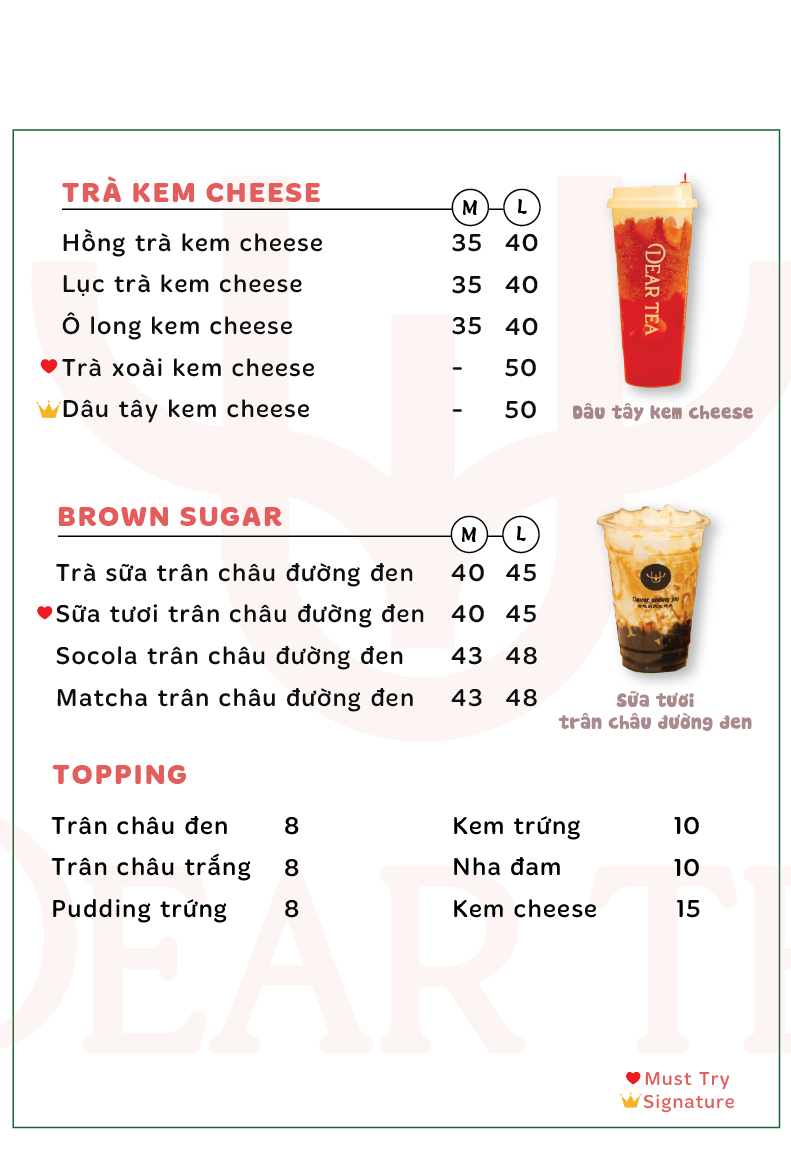 TRÀ KEM CHEESE M L
Hồng trà kem cheese 35 40
Lục trà kem cheese 35 40
Ô long kem cheese 35 40
Trà xoài kem cheese - 50
Dâu tây kem cheese - 50
DEAR TEA
Dâu tây kem cheese
BROWN SUGAR M L
Trà sữa trân châu đường đen 40 45
Sữa tươi trân châu đường đen 40 45
Socola trân châu đường đen 43 48
Matcha trân châu đường đen 43 48
Never ending joy
Sữa tươi
trân châu đường đen
TOPPING
Trân châu đen 8 Kem trứng 10
Trân châu trắng 8 Nha đam 10
Pudding trứng 8 Kem cheese 15
DEAR TE
Must Try
Signature